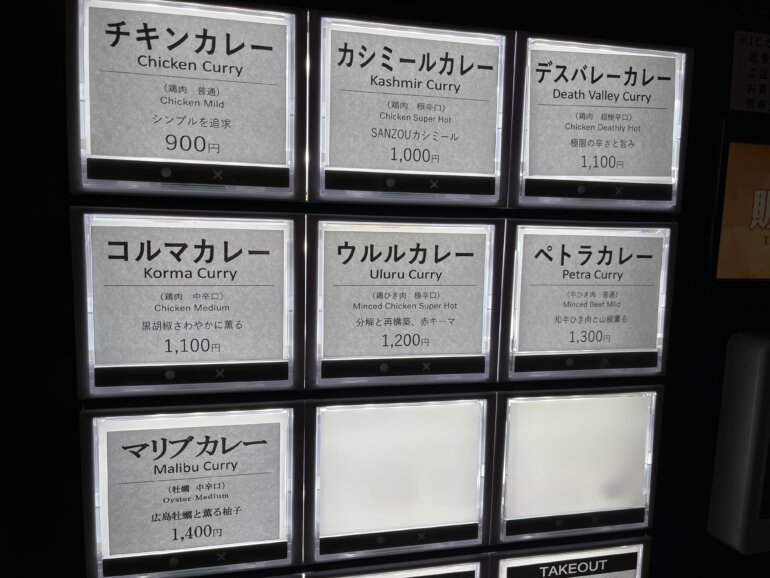 チキンカレー
Chicken Curry
（鶏肉　普通）
Chicken Mild
シンプルを追求
900円
カシミールカレー
Kashmir Curry
（鶏肉　極辛口）
Chicken Super Hot
SANZOUカシミール
1,000円
デスバレーカレー
Death Valley Curry
（鶏肉　超極辛口）
Chicken Deathly Hot
極限の辛さと旨み
1,100円
コルマカレー
Korma Curry
（鶏肉　中辛口）
Chicken Medium
黒胡椒さわやかに薫る
1,100円
ウルルカレー
Uluru Curry
（鶏ひき肉　極辛口）
Minced Chicken Super Hot
分解と再構築、赤キーマ
1,200円
ペトラカレー
Petra Curry
（牛ひき肉　普通）
Minced Beef Mild
和牛ひき肉と山椒薫る
1,300円
マリブカレー
Malibu Curry
（牡蠣　中辛口）
Oyster Medium
広島牡蠣と薫る柚子
1,400円
TAKEOUT